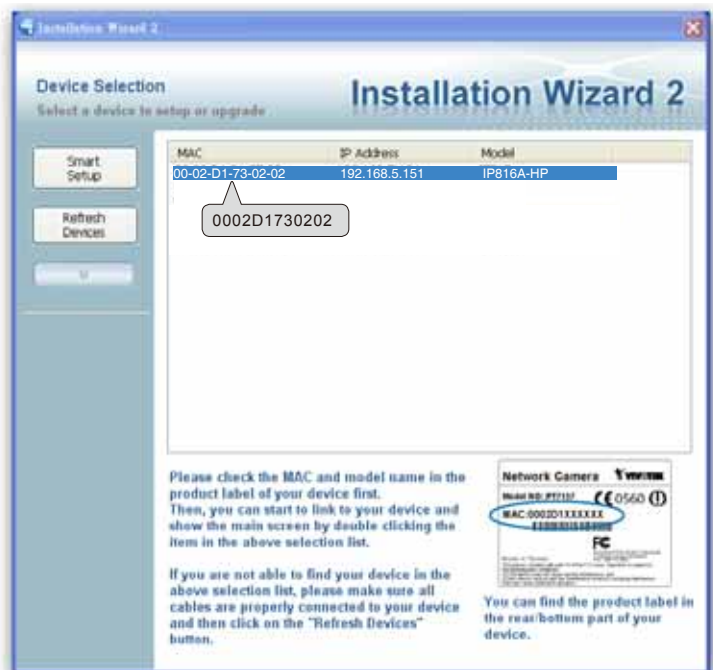 Installation Wizard 2
Device Selection
Select a device to setup or upgrade
Installation Wizard 2
Smart
Setup
Refresh
Devices
MAC IP Address Model
00-02-D1-73-02-02 192.168.5.151 IP816A-HP
0002D1730202
Please check the MAC and model name in the
product label of your device first.
Then, you can start to link to your device and
show the main screen by double clicking the
item in the above selection list.
If you are not able to find your device in the
above selection list, please make sure all
cables are properly connected to your device
and then click on the "Refresh Devices"
button.
Network Camera VIVOTEK
Model NO: 0560
MAC:0002D1XXXXXX
FC
You can find the product label in
the rear/bottom part of your
device.